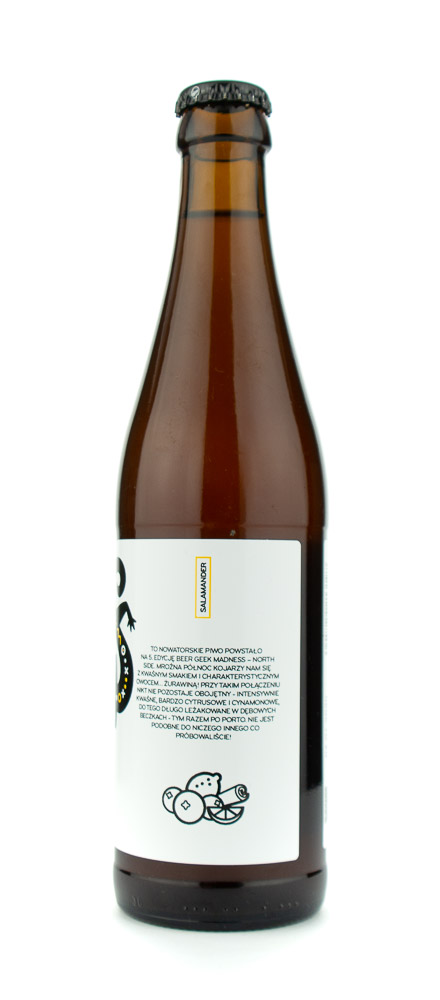 SALAMANDER
TO NOWATORSKIE PIWO POWSTAŁO
NA 5. EDYCJĘ BEER GEEK MADNESS – NORTH
SIDE. MROŹNA PÓŁNOC KOJARZY NAM SIĘ
Z KWAŚNYM SMAKIEM I CHARAKTERYSTYCZNYM
OWOCEM... ŻURAWINĄ! PRZY TAKIM POŁĄCZENIU
NIKT NIE POZOSTAJE OBOJĘTNY - INTENSYWNIE
KWAŚNE, BARDZO CYTRUSOWE I CYNAMONOWE,
DO TEGO DŁUGO LEŻAKOWANE W DĘBOWYCH
BECZKACH - TYM RAZEM PO PORTO. NIE JEST
PODOBNE DO NICZEGO INNEGO CO
PRÓBOWALIŚCIE!